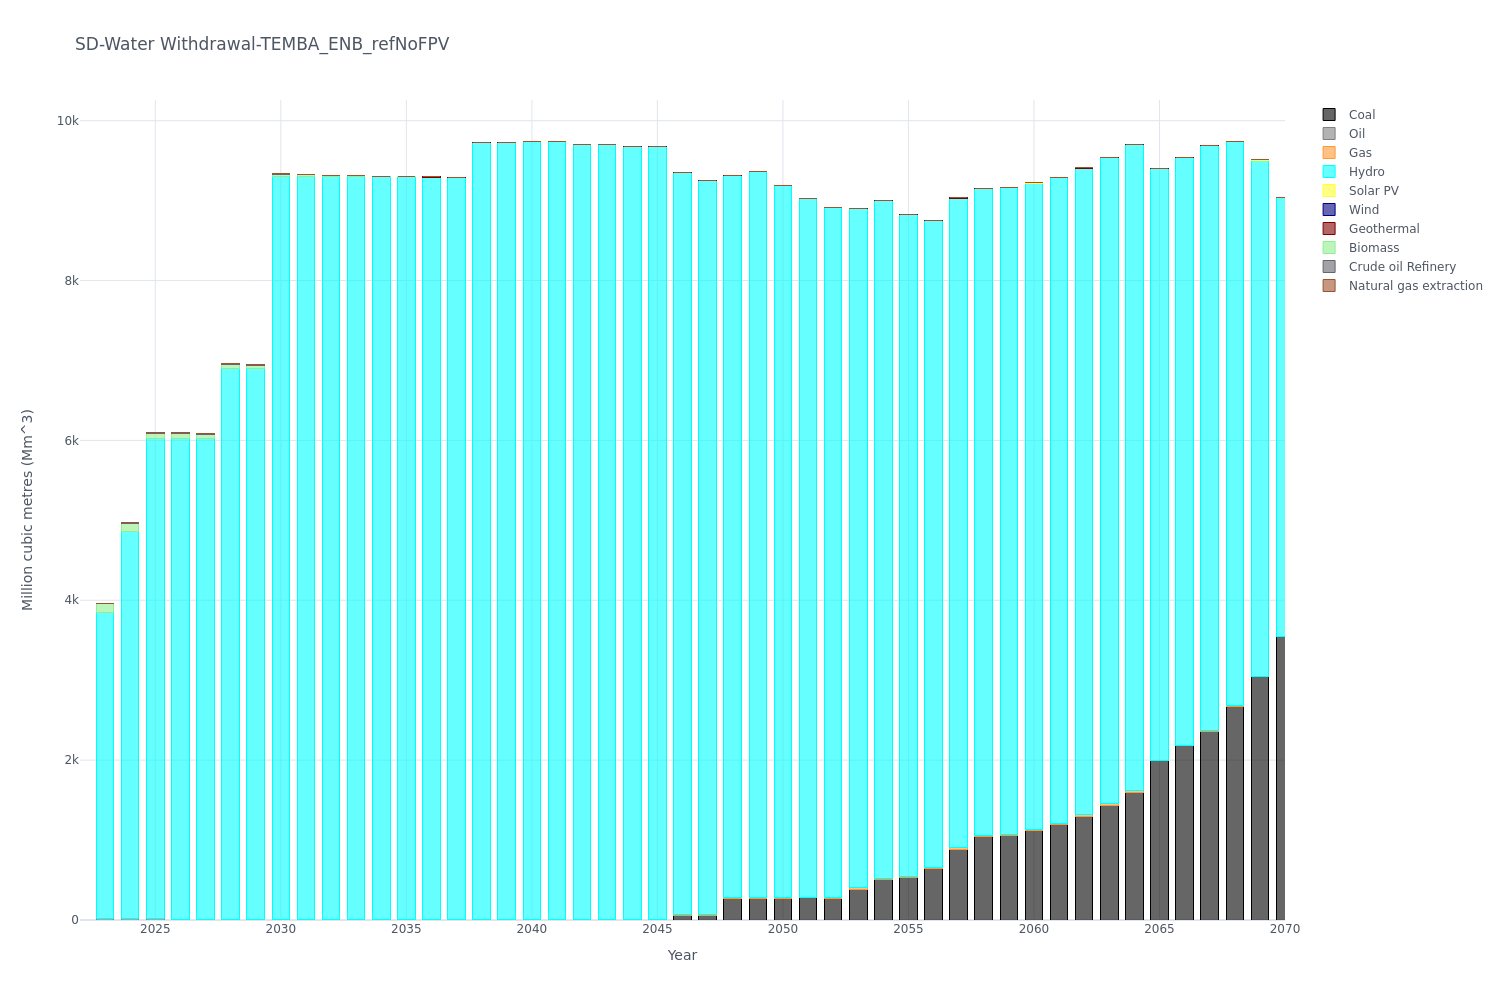 SD-Water Withdrawal-TEMBA_ENB_refNoFPV
10k
8k
6k
4k
2k
0
Million cubic metres (Mm^3)
2025
2030
2035
2040
2045
2050
2055
2060
2065
2070
Year
Coal
Oil
Gas
Hydro
Solar PV
Wind
Geothermal
Biomass
Crude oil Refinery
Natural gas extraction